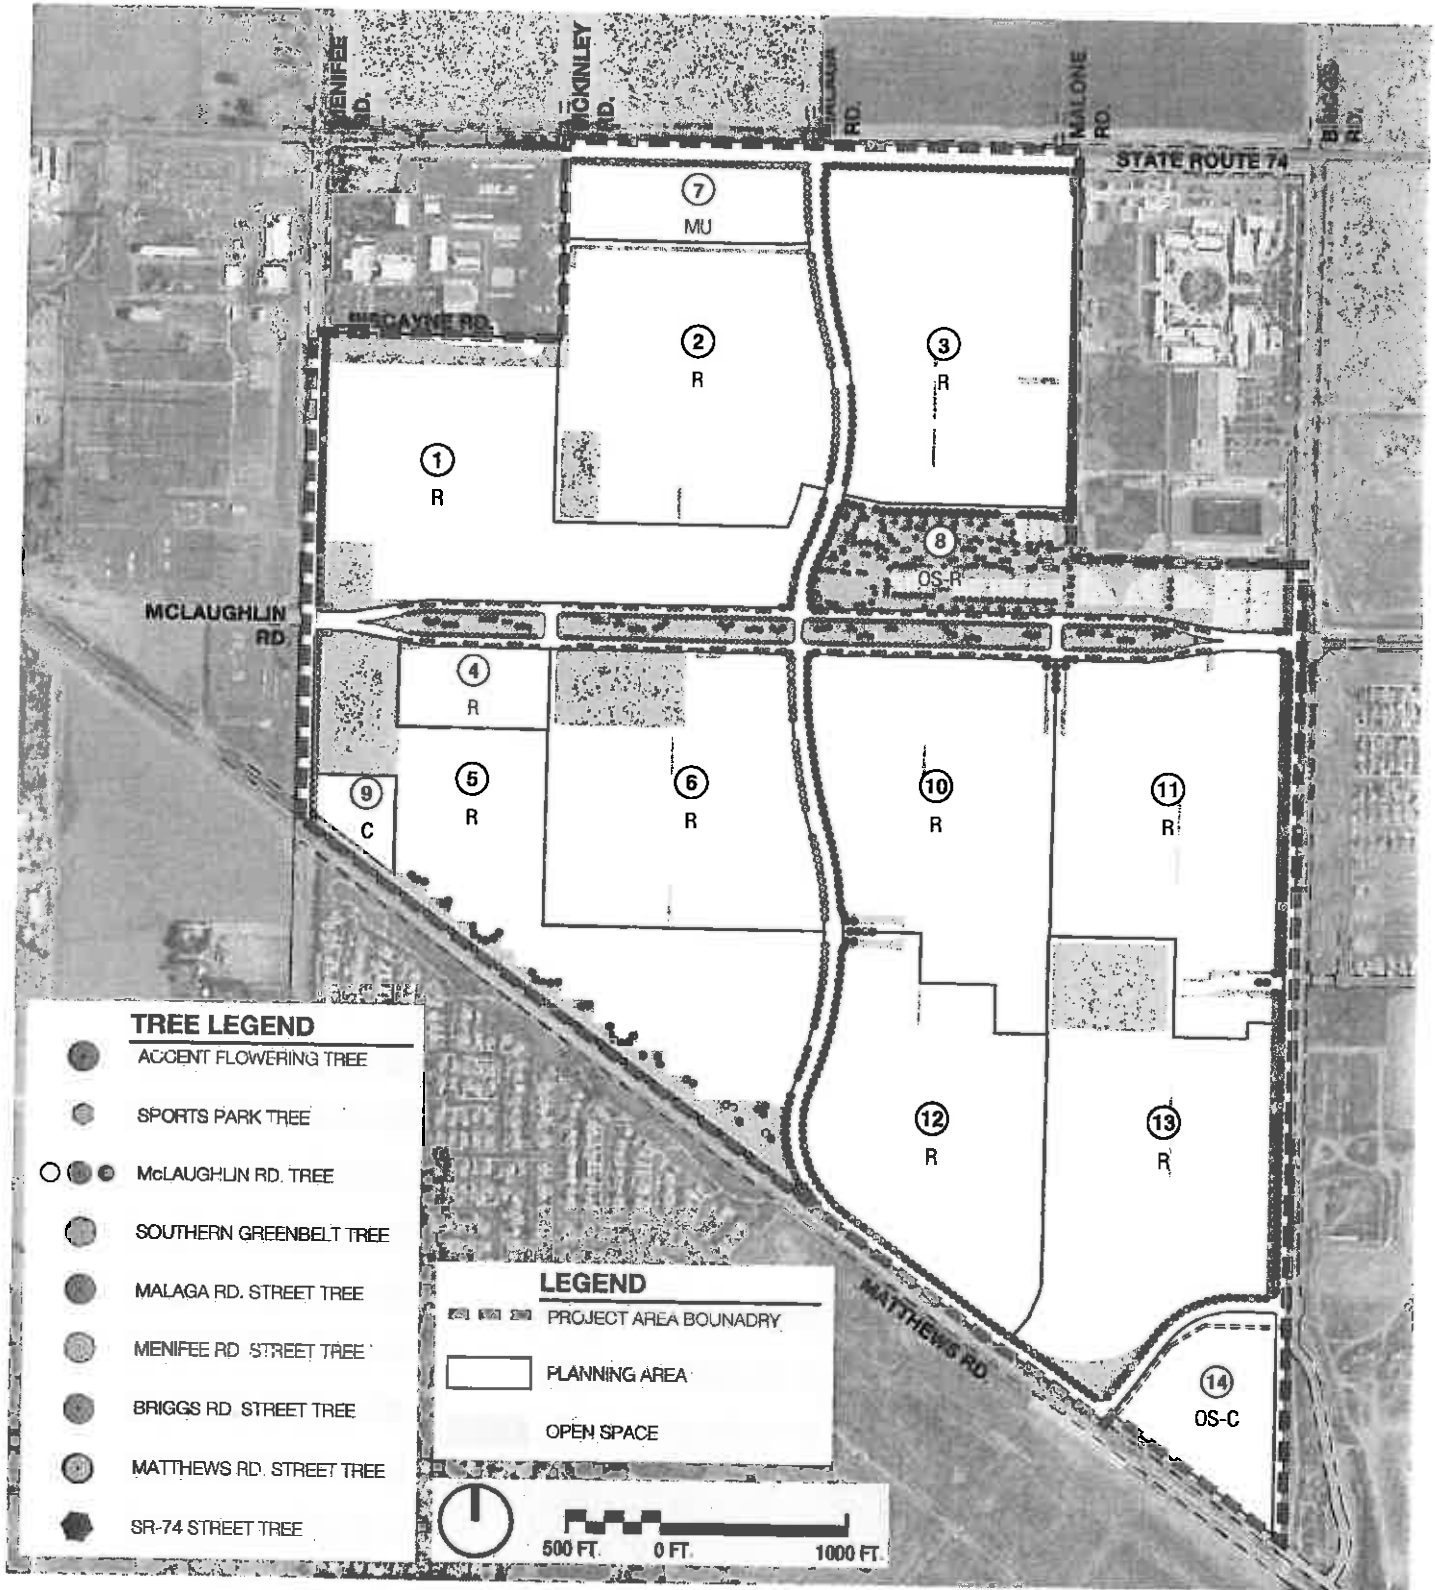 MENIFEE
RD.
MCKINLEY
RD.
RD.
MALONE
RD.
BRIGGS
RD.
STATE ROUTE 74
7
MU
2
R
3
R
1
R
8
OS-R
MCLAUGHLIN
RD
4
R
5
R
6
R
9
C
10
R
11
R
12
R
13
R
14
OS-C
MATTHEWS RD
TREE LEGEND
ACCENT FLOWERING TREE
SPORTS PARK TREE
McLAUGHLIN RD. TREE
SOUTHERN GREENBELT TREE
MALAGA RD. STREET TREE
MENIFEE RD STREET TREE
BRIGGS RD. STREET TREE
MATTHEWS RD. STREET TREE
SR-74 STREET TREE
LEGEND
PROJECT AREA BOUNADRY
PLANNING AREA
OPEN SPACE
500 FT. 0 FT. 1000 FT.